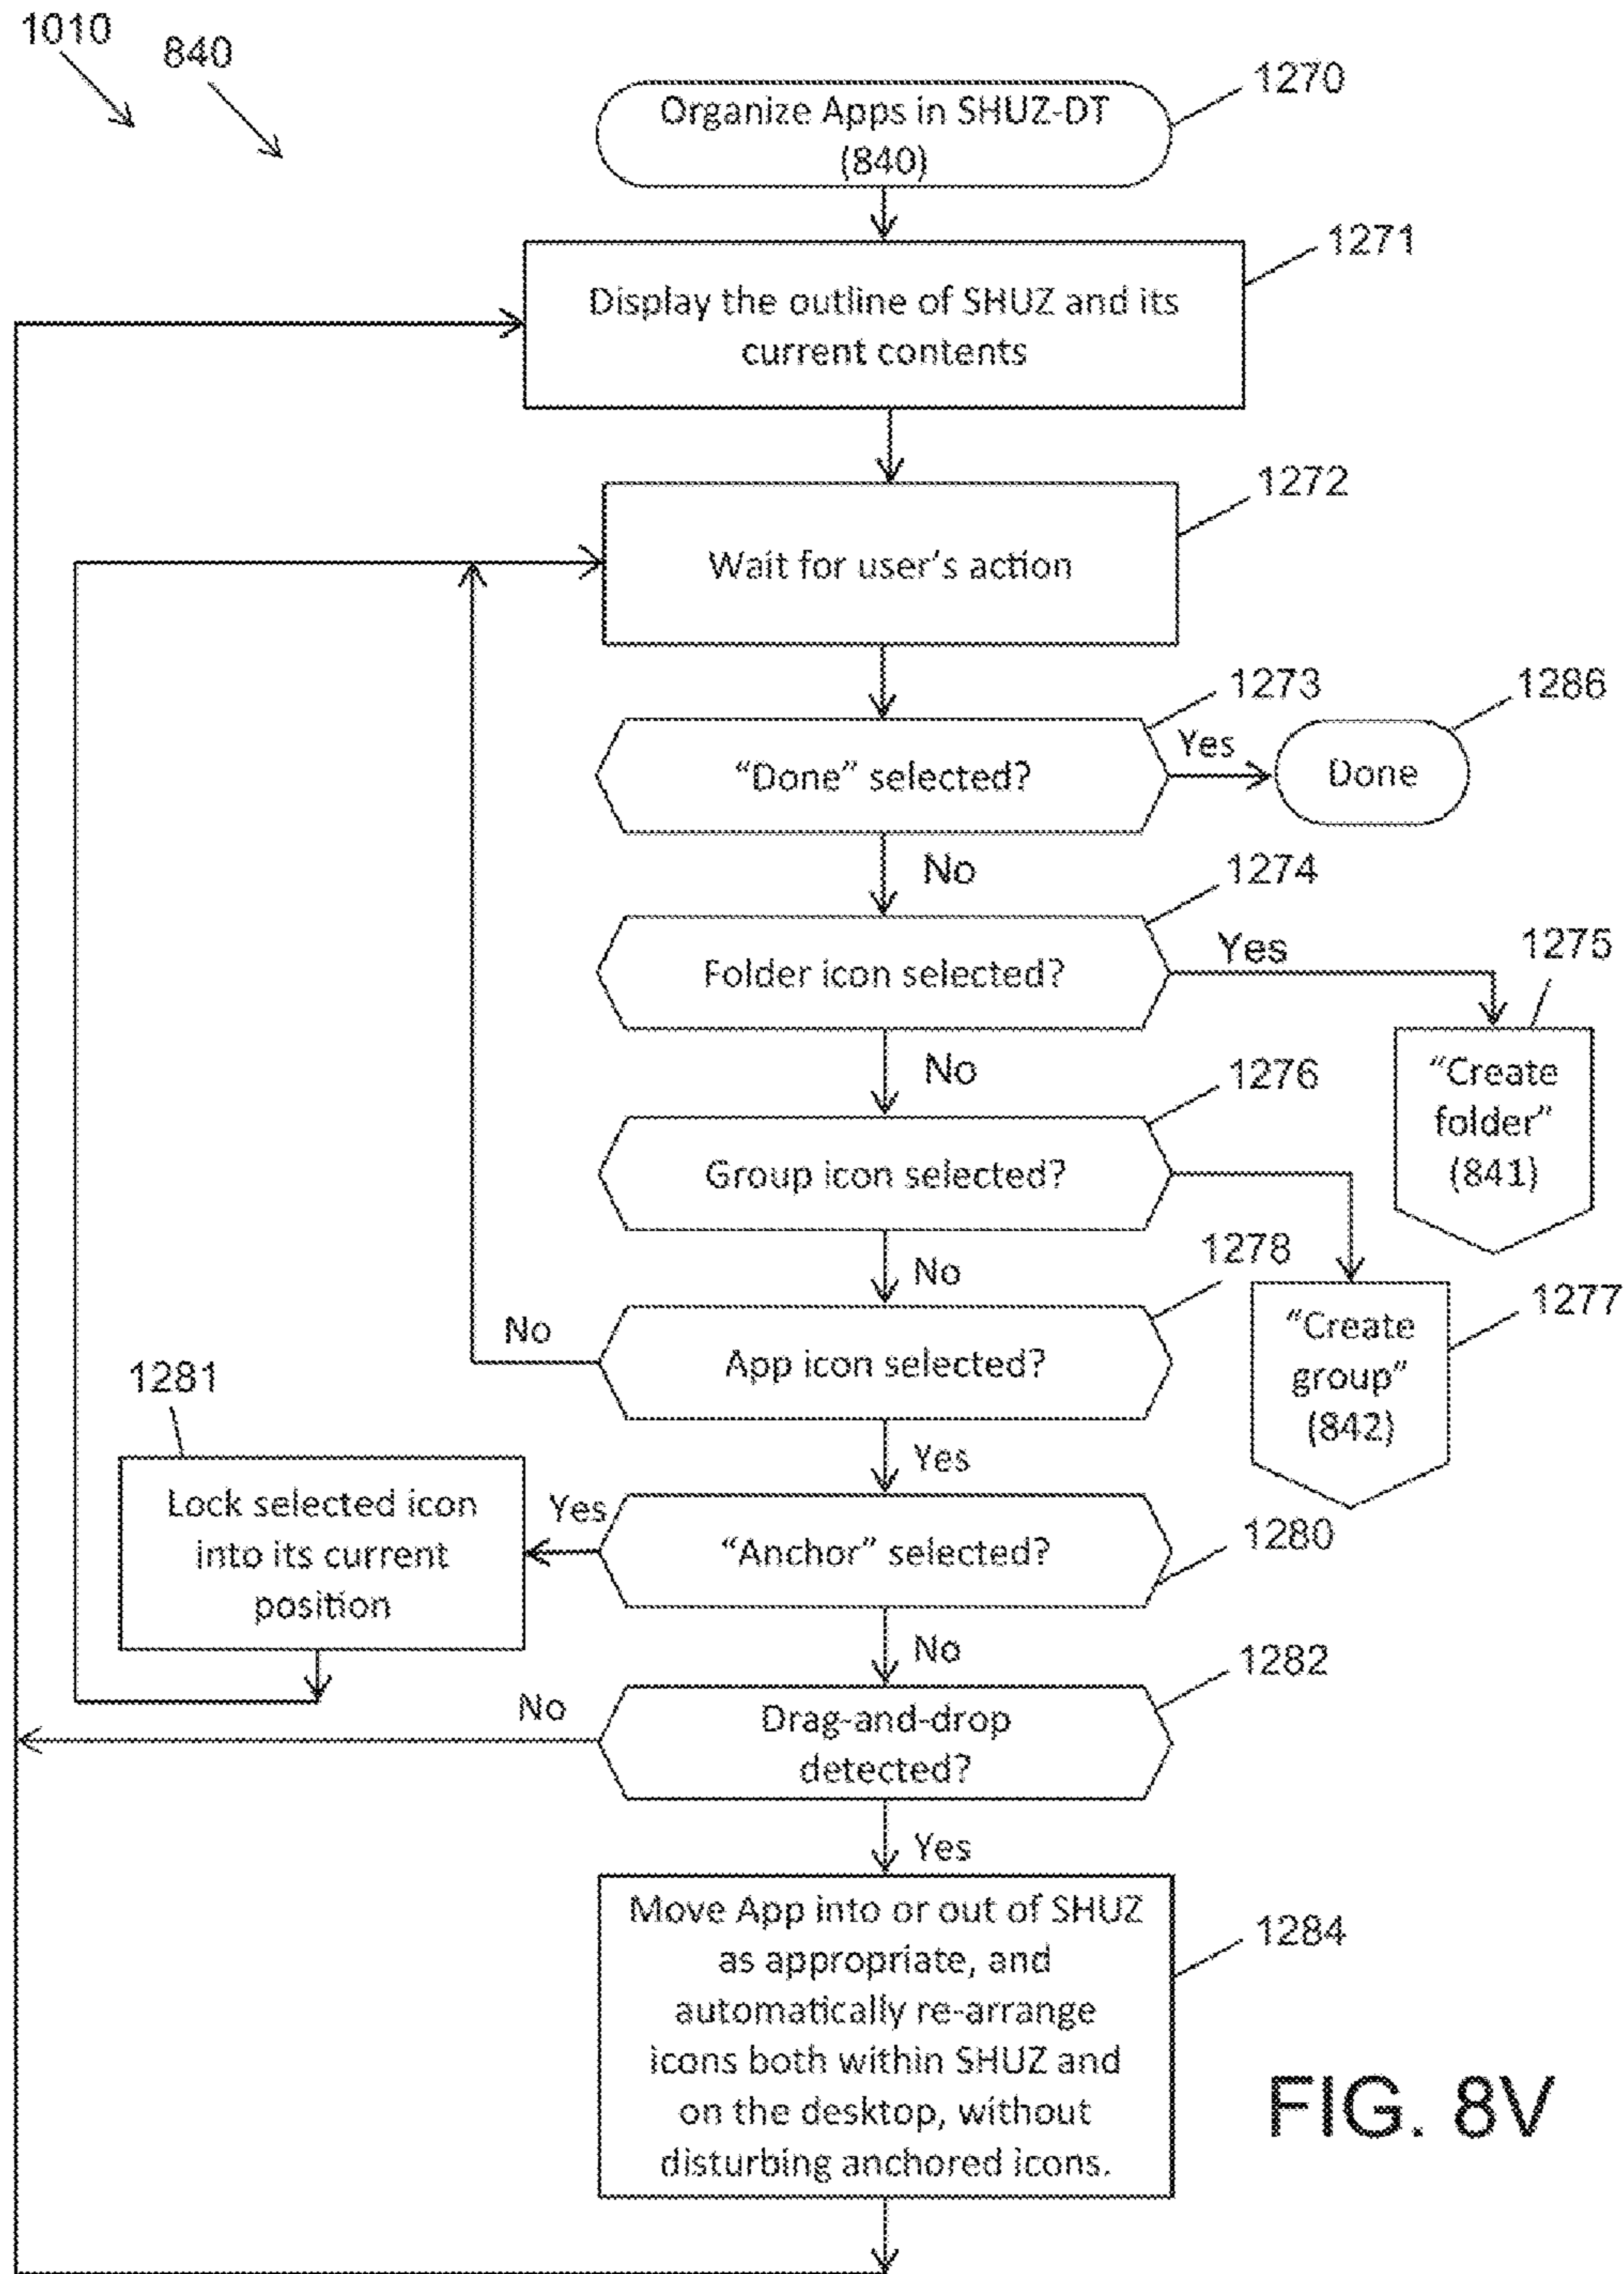 1010
840
Organize Apps in SHUZ-DT
(840)
1270
Display the outline of SHUZ and its
current contents
1271
Wait for user's action
1272
"Done" selected?
1273
Yes
Done
1286
No
Folder icon selected?
1274
Yes
"Create
folder"
(841)
1275
No
Group icon selected?
1276
"Create
group"
(842)
1277
No
App icon selected?
1278
No
Yes
"Anchor" selected?
1280
Yes
Lock selected icon
into its current
position
1281
No
Drag-and-drop
detected?
1282
No
Yes
Move App into or out of SHUZ
as appropriate, and
automatically re-arrange
icons both within SHUZ and
on the desktop, without
disturbing anchored icons.
1284
FIG. 8V